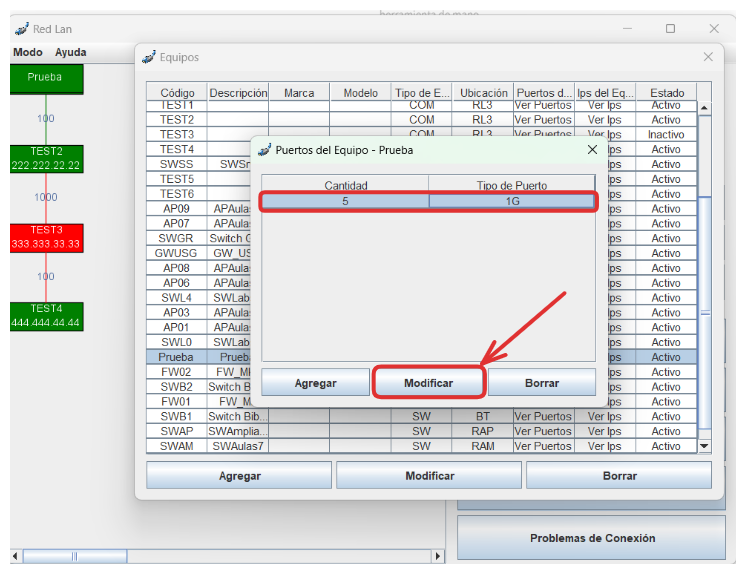 herramienta de mano
Red Lan
Modo Ayuda
Equipos
Prueba
100
TEST2
222.222.22.22
1000
TEST3
333.333.33.33
100
TEST4
444.444.44.44
Código Descripción Marca Modelo Tipo de E... Ubicación Puertos d... Ips del Eq... Estado
TEST1 COM RL3 Ver Puertos Ver Ips Activo
TEST2 COM RL3 Ver Puertos Ver Ips Activo
TEST3 COM RL3 Ver Puertos Ver Ips Inactivo
TEST4 Ips Activo
SWSS SWSr Ips Activo
TEST5 Ips Activo
TEST6 Ips Activo
AP09 APAula Ips Activo
AP07 APAula Ips Activo
SWGR Switch Ips Activo
GWUSG GW_US Ips Activo
AP08 APAula Ips Activo
AP06 APAula Ips Activo
SWL4 SWLab Ips Activo
AP03 APAula Ips Activo
AP01 APAula Ips Activo
SWL0 SWLab Ips Activo
Prueba Prueb Ips Activo
FW02 FW_M Ips Activo
SWB2 Switch B Ips Activo
FW01 FW_M Ips Activo
SWB1 Switch Bib... SW BT Ver Puertos Ver Ips Activo
SWAP SWAmplia... SW RAP Ver Puertos Ver Ips Activo
SWAM SWAulas7 SW RAM Ver Puertos Ver Ips Activo
Puertos del Equipo - Prueba
Cantidad Tipo de Puerto
5 1G
Agregar Modificar Borrar
Agregar Modificar Borrar
Problemas de Conexión